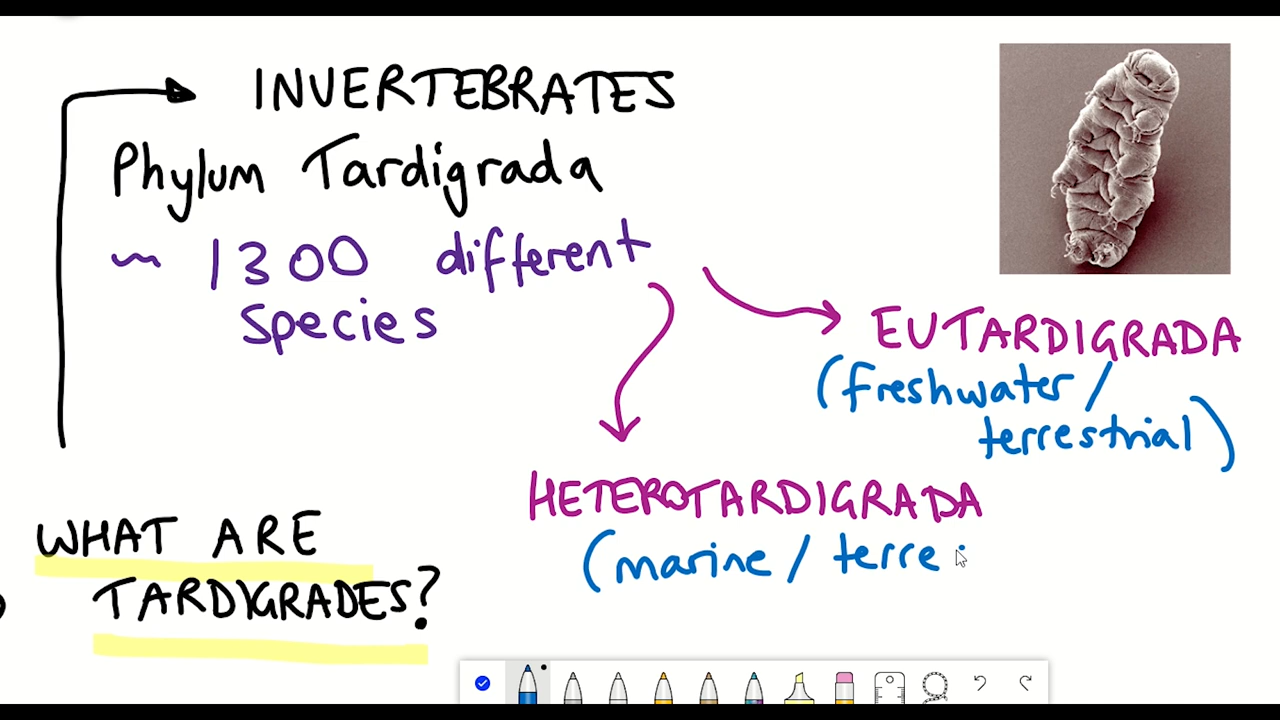 INVERTEBRATES
Phylum Tardigrada
~ 1300 different
species
EUTARDIGRADA
(freshwater /
terrestrial)
HETEROTARDIGRADA
(marine / terre
WHAT ARE
TARDIGRADES?